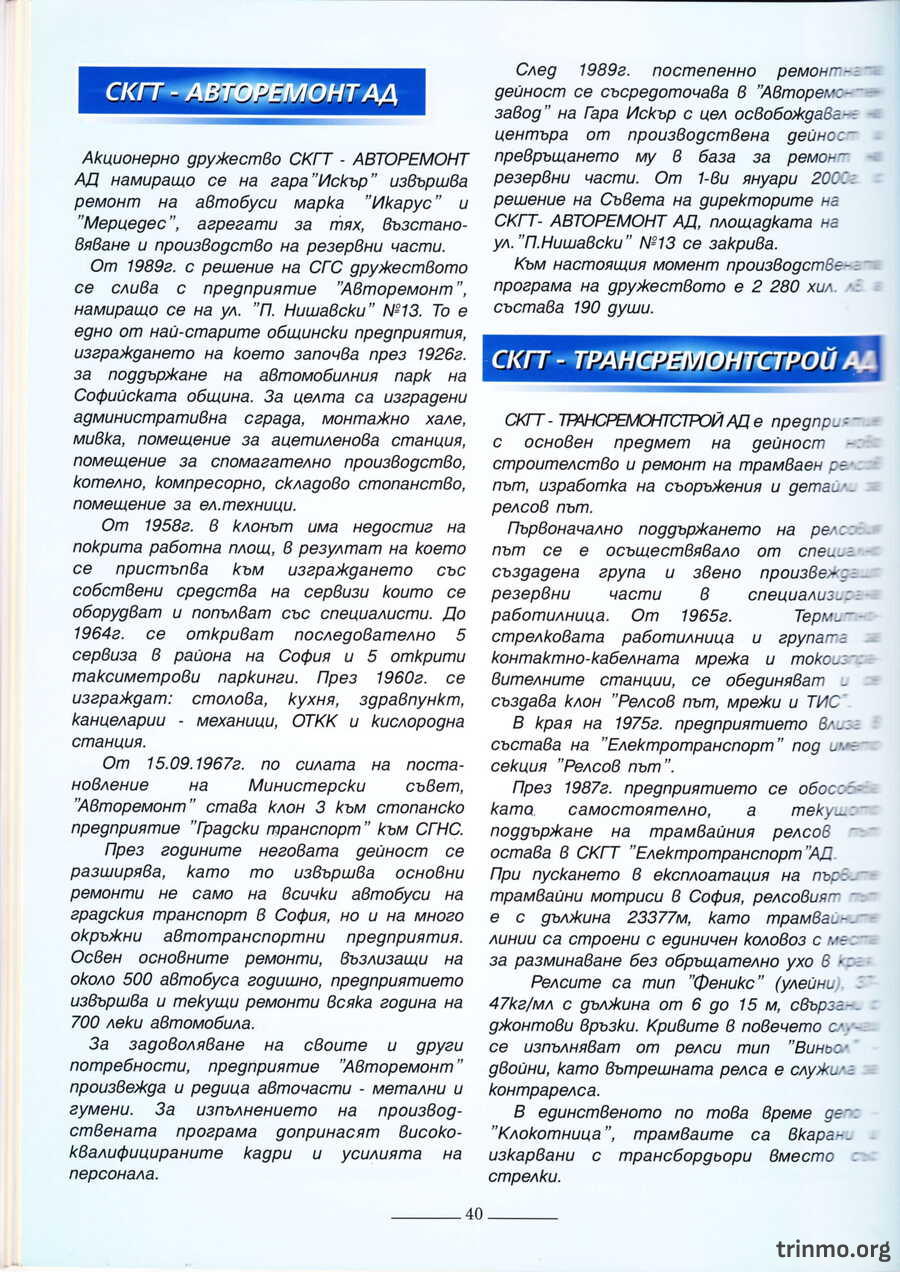 СКГТ - АВТОРЕМОНТ АД
Акционерно дружество СКГТ - АВТОРЕМОНТ
АД намиращо се на гара"Искър" извършва
ремонт на автобуси марка "Икарус" и
"Мерцедес", агрегати за тях, възстано-
вяване и производство на резервни части.
От 1989г. с решение на СГС дружеството
се слива с предприятие "Авторемонт",
намиращо се на ул. "П. Нишавски" №13. То е
едно от най-старите общински предприятия,
изграждането на което започва през 1926г.
за поддържане на автомобилния парк на
Софийската община. За целта са изградени
административна сграда, монтажно хале,
мивка, помещение за ацетиленова станция,
помещение за спомагателно производство,
котелно, компресорно, складово стопанство,
помещение за ел.техници.
От 1958г. в клонът има недостиг на
покрита работна площ, в резултат на което
се пристъпва към изграждането със
собствени средства на сервизи които се
оборудват и попълват със специалисти. До
1964г. се откриват последователно 5
сервиза в района на София и 5 открити
таксиметрови паркинги. През 1960г. се
изграждат: столова, кухня, здравпункт,
канцеларии - механици, ОТКК и кислородна
станция.
От 15.09.1967г. по силата на поста-
новление на Министерски съвет,
"Авторемонт" става клон 3 към стопанско
предприятие "Градски транспорт" към СГНС.
През годините неговата дейност се
разширява, като то извършва основни
ремонти не само на всички автобуси на
градския транспорт в София, но и на много
окръжни автотранспортни предприятия.
Освен основните ремонти, възлизащи на
около 500 автобуса годишно, предприятието
извършва и текущи ремонти всяка година на
700 леки автомобила.
За задоволяване на своите и други
потребности, предприятие "Авторемонт"
произвежда и редица авточасти - метални и
гумени. За изпълнението на производ-
ствената програма допринасят високо-
квалифицираните кадри и усилията на
персонала.
След 1989г. постепенно ремонтната
дейност се съсредоточава в "Авторемонтен
завод" на Гара Искър с цел освобождаване на
центъра от производствена дейност и
превръщането му в база за ремонт на
резервни части. От 1-ви януари 2000г. с
решение на Съвета на директорите на
СКГТ- АВТОРЕМОНТ АД, площадката на
ул."П.Нишавски" №13 се закрива.
Към настоящия момент производствената
програма на дружеството е 2 280 хил. лв. в
състава 190 души.
СКГТ - ТРАНСРЕМОНТСТРОЙ АД
СКГТ - ТРАНСРЕМОНТСТРОЙ АД е предприятие
с основен предмет на дейност ново
строителство и ремонт на трамваен релсов
път, изработка на съоръжения и детайли за
релсов път.
Първоначално поддържането на релсовия
път се е осъществявало от специално
създадена група и звено произвеждащо
резервни части в специализирана
работилница. От 1965г. Термитно-
стрелковата работилница и групата за
контактно-кабелната мрежа и токоизпра-
вителните станции, се обединяват и се
създава клон "Релсов път, мрежи и ТИС".
В края на 1975г. предприятието влиза в
състава на "Електротранспорт" под името
секция "Релсов път".
През 1987г. предприятието се обособява
като самостоятелно, а текущото
поддържане на трамвайния релсов път
остава в СКГТ "Електротранспорт"АД.
При пускането в експлоатация на първите
трамвайни мотриси в София, релсовият път
е с дължина 23377м, като трамвайните
линии са строени с единичен коловоз с места
за разминаване без обръщателно ухо в края.
Релсите са тип "Феникс" (улейни), 37-
47кг/мл с дължина от 6 до 15 м, свързани с
джонтови връзки. Кривите в повечето случаи
се изпълняват от релси тип "Виньол" -
двойни, като вътрешната релса е служила за
контрарелса.
В единственото по това време депо -
"Клокотница", трамваите са вкарани и
изкарвани с трансбордьори вместо със
стрелки.
40
trinmo.org